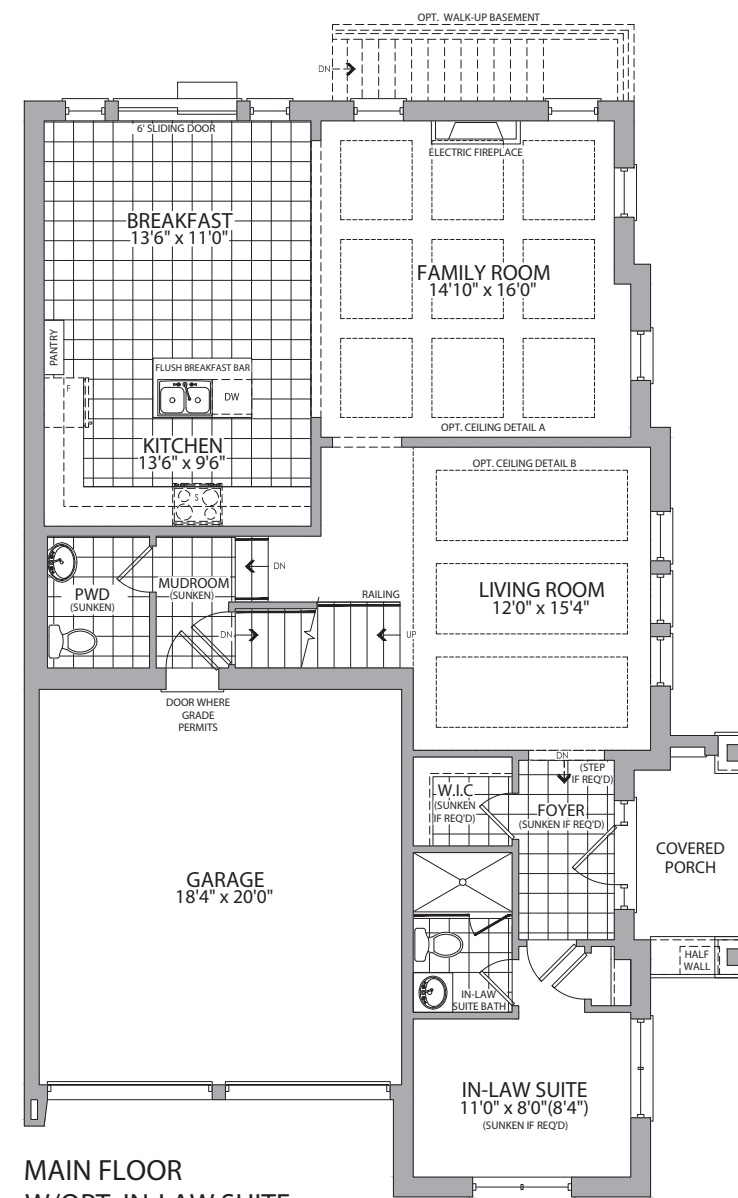 OPT. WALK-UP BASEMENT
DN
6' SLIDING DOOR
ELECTRIC FIREPLACE
BREAKFAST
13'6" x 11'0"
FAMILY ROOM
14'10" x 16'0"
PANTRY
FLUSH BREAKFAST BAR
F
DW
OPT. CEILING DETAIL A
KITCHEN
13'6" x 9'6"
OPT. CEILING DETAIL B
S
DN
MUDROOM
(SUNKEN)
PWD
(SUNKEN)
RAILING
LIVING ROOM
12'0" x 15'4"
DN
UP
DOOR WHERE
GRADE
PERMITS
DN
(STEP
IF REQ'D)
W.I.C
(SUNKEN
IF REQ'D)
FOYER
(SUNKEN IF REQ'D)
COVERED
PORCH
GARAGE
18'4" x 20'0"
HALF
WALL
IN-LAW
SUITE BATH
IN-LAW SUITE
11'0" x 8'0"(8'4")
(SUNKEN IF REQ'D)
MAIN FLOOR
W/OPT. IN-LAW SUITE